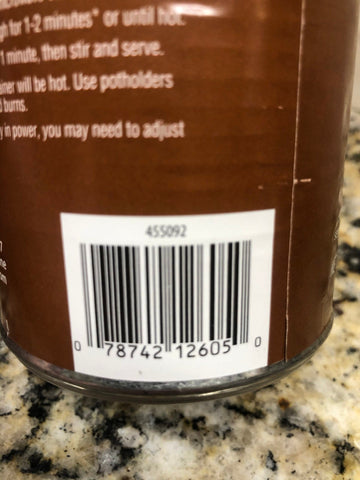 gh for 1-2 minutes* or until hot.
1 minute, then stir and serve.
ainer will be hot. Use potholders
d burns.
y in power, you may need to adjust
455092
0 78742 12605 0